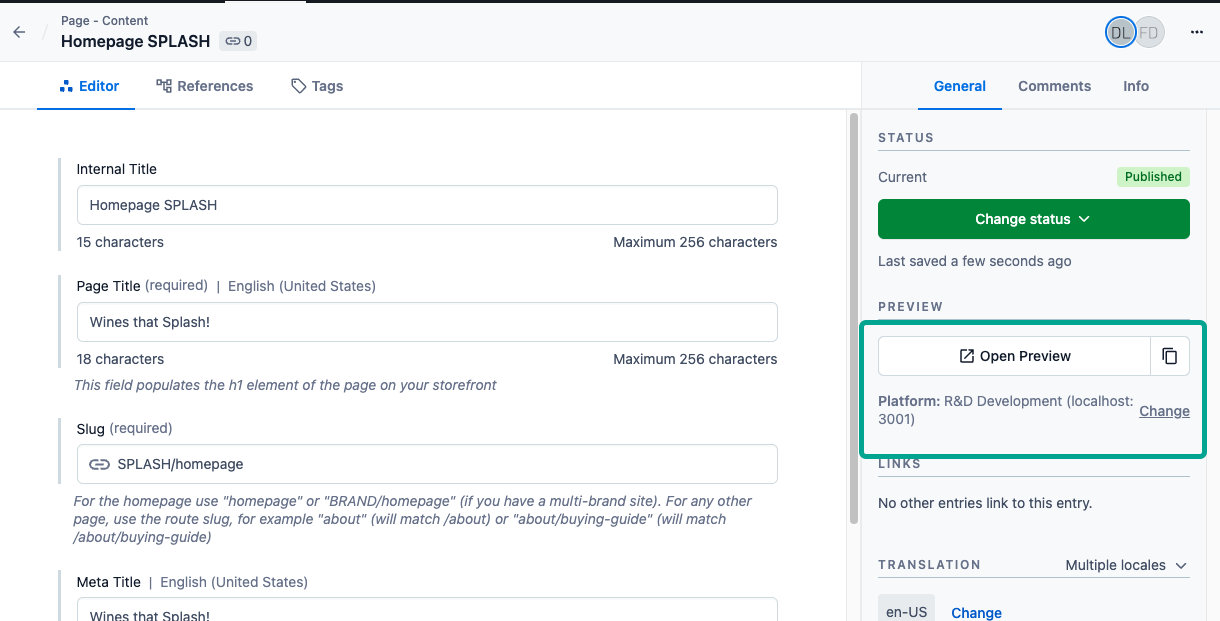 Page - Content
Homepage SPLASH 0
DL FD
Editor References Tags
General Comments Info
Internal Title
Homepage SPLASH
15 characters Maximum 256 characters
Page Title (required) | English (United States)
Wines that Splash!
18 characters Maximum 256 characters
This field populates the h1 element of the page on your storefront
Slug (required)
SPLASH/homepage
For the homepage use "homepage" or "BRAND/homepage" (if you have a multi-brand site). For any other
page, use the route slug, for example "about" (will match /about) or "about/buying-guide" (will match
/about/buying-guide)
Meta Title | English (United States)
Wines that Splash!
STATUS
Current Published
Change status
Last saved a few seconds ago
PREVIEW
Open Preview
Platform: R&D Development (localhost:
3001) Change
LINKS
No other entries link to this entry.
TRANSLATION Multiple locales
en-US Change